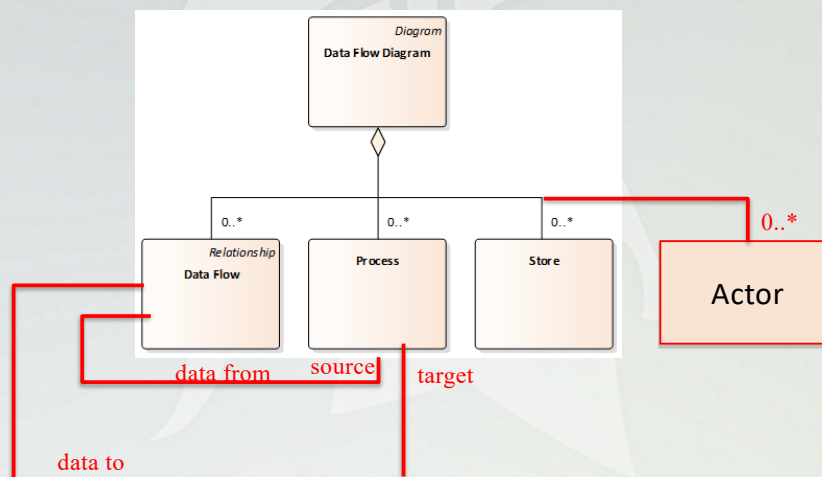 Diagram
Data Flow Diagram
0..*
0..*
0..*
0..*
Relationship
Data Flow
Process
Store
Actor
data from
source
target
data to